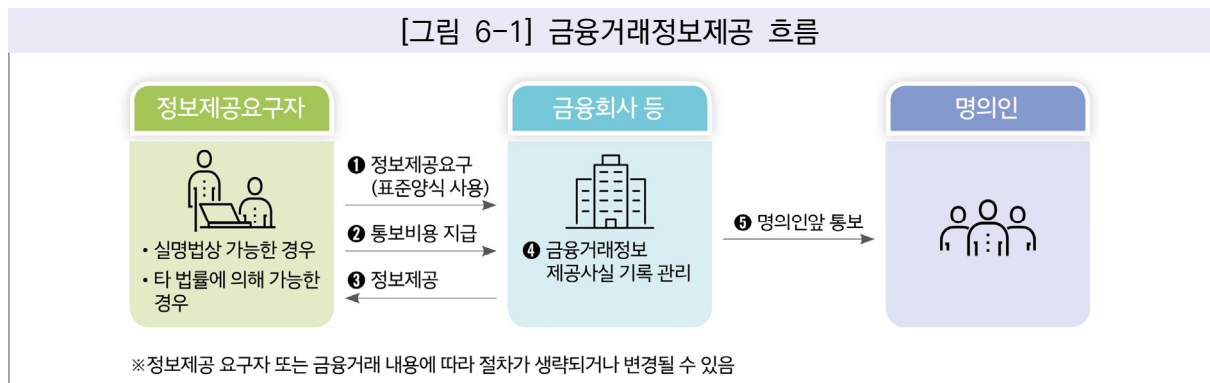 [그림 6-1] 금융거래정보제공 흐름
정보제공요구자
• 실명법상 가능한 경우
• 타 법률에 의해 가능한
경우
❶ 정보제공요구
(표준양식 사용)
❷ 통보비용 지급
❸ 정보제공
금융회사 등
❹ 금융거래정보
제공사실 기록 관리
❺ 명의인앞 통보
명의인
※정보제공 요구자 또는 금융거래 내용에 따라 절차가 생략되거나 변경될 수 있음